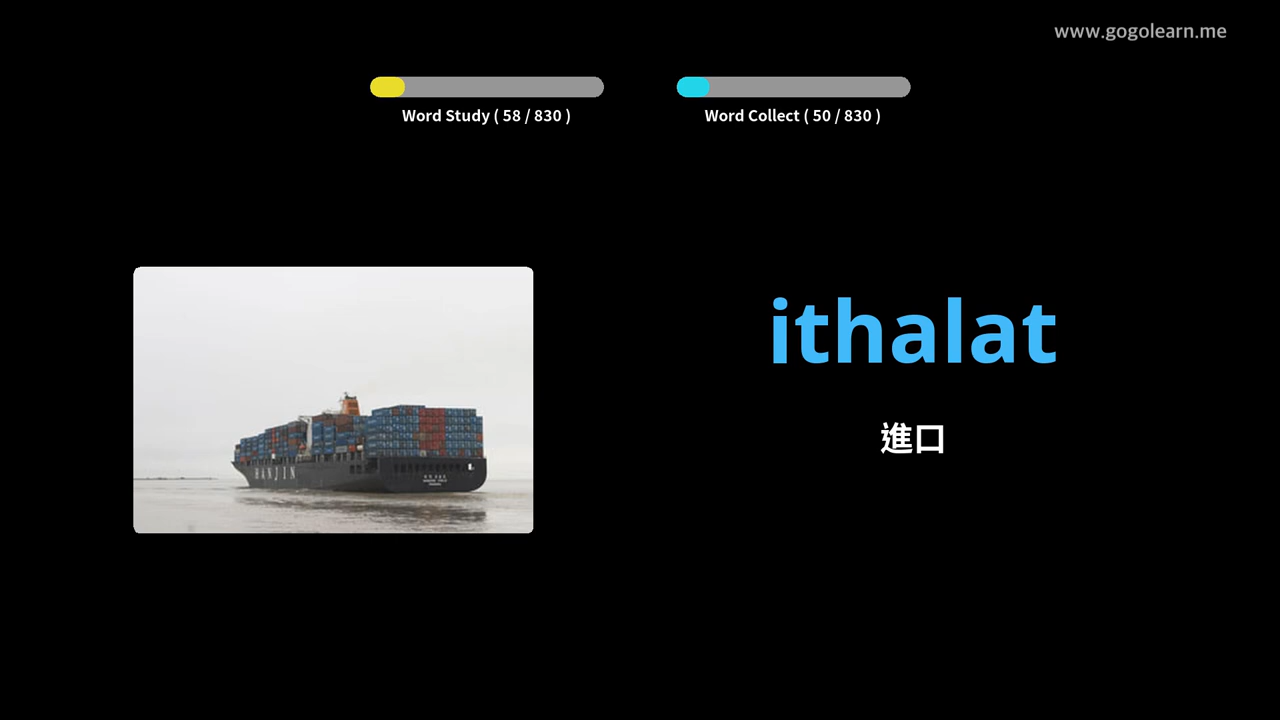 www.gogolearn.me
Word Study ( 58 / 830 )
Word Collect ( 50 / 830 )
ithalat
進口
HANJIN